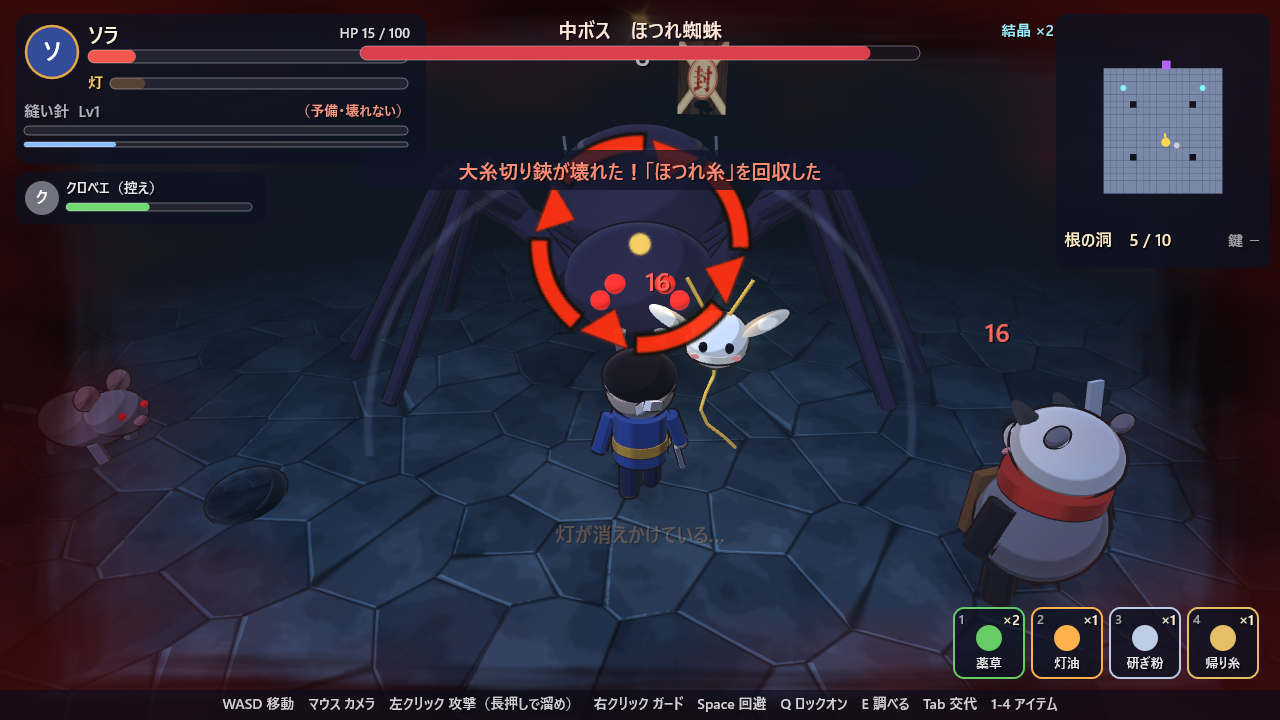 ソ
ソラ
HP 15 / 100
灯
縫い針 Lv1
(予備･壊れない)
ク
クロベエ（控え）
中ボス ほつれ蜘蛛
封
結晶 ×2
大糸切り鋏が壊れた！「ほつれ糸」を回収した
根の洞 5 / 10
鍵 −
16
16
灯が消えかけている…
1 ×2
薬草
2 ×1
灯油
3 ×1
研ぎ粉
4 ×1
帰り糸
WASD 移動 マウス カメラ 左クリック 攻撃（長押しで溜め） 右クリック ガード Space 回避 Q ロックオン E 調べる Tab 交代 1-4 アイテム